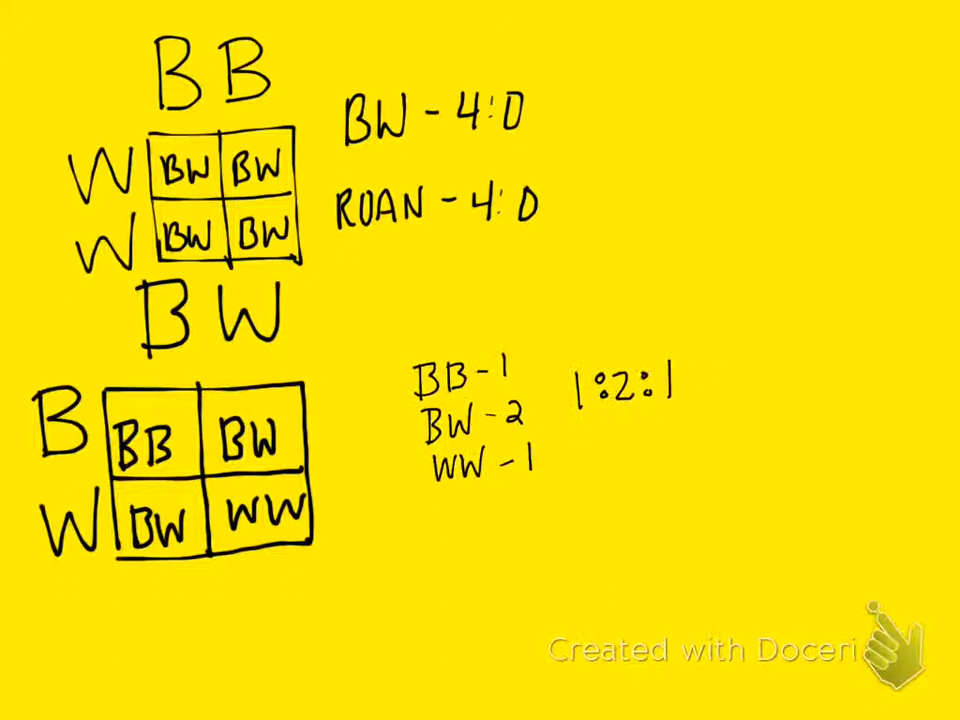 B B
W BW BW
W BW BW
BW - 4:0
ROAN - 4:0
B W
B BB BW
W BW WW
BB - 1
BW - 2
WW - 1
1:2:1
Created with Doceri